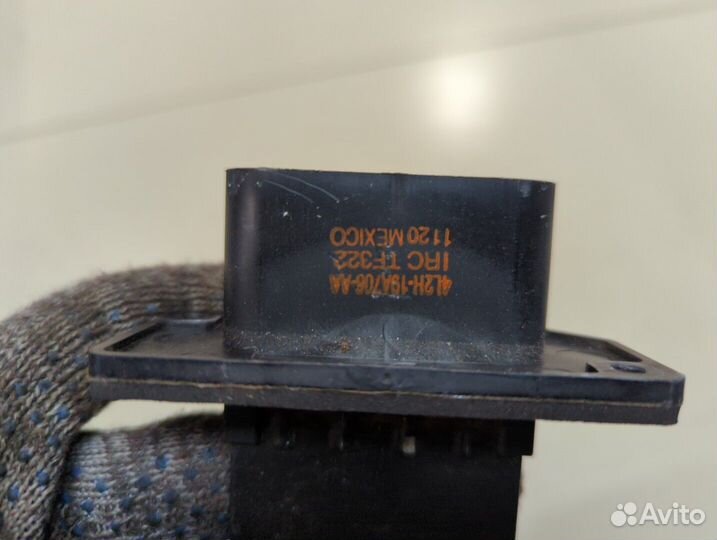 4L2H-19A706-AA
IRC TF322
1120 MEXICO
Avito